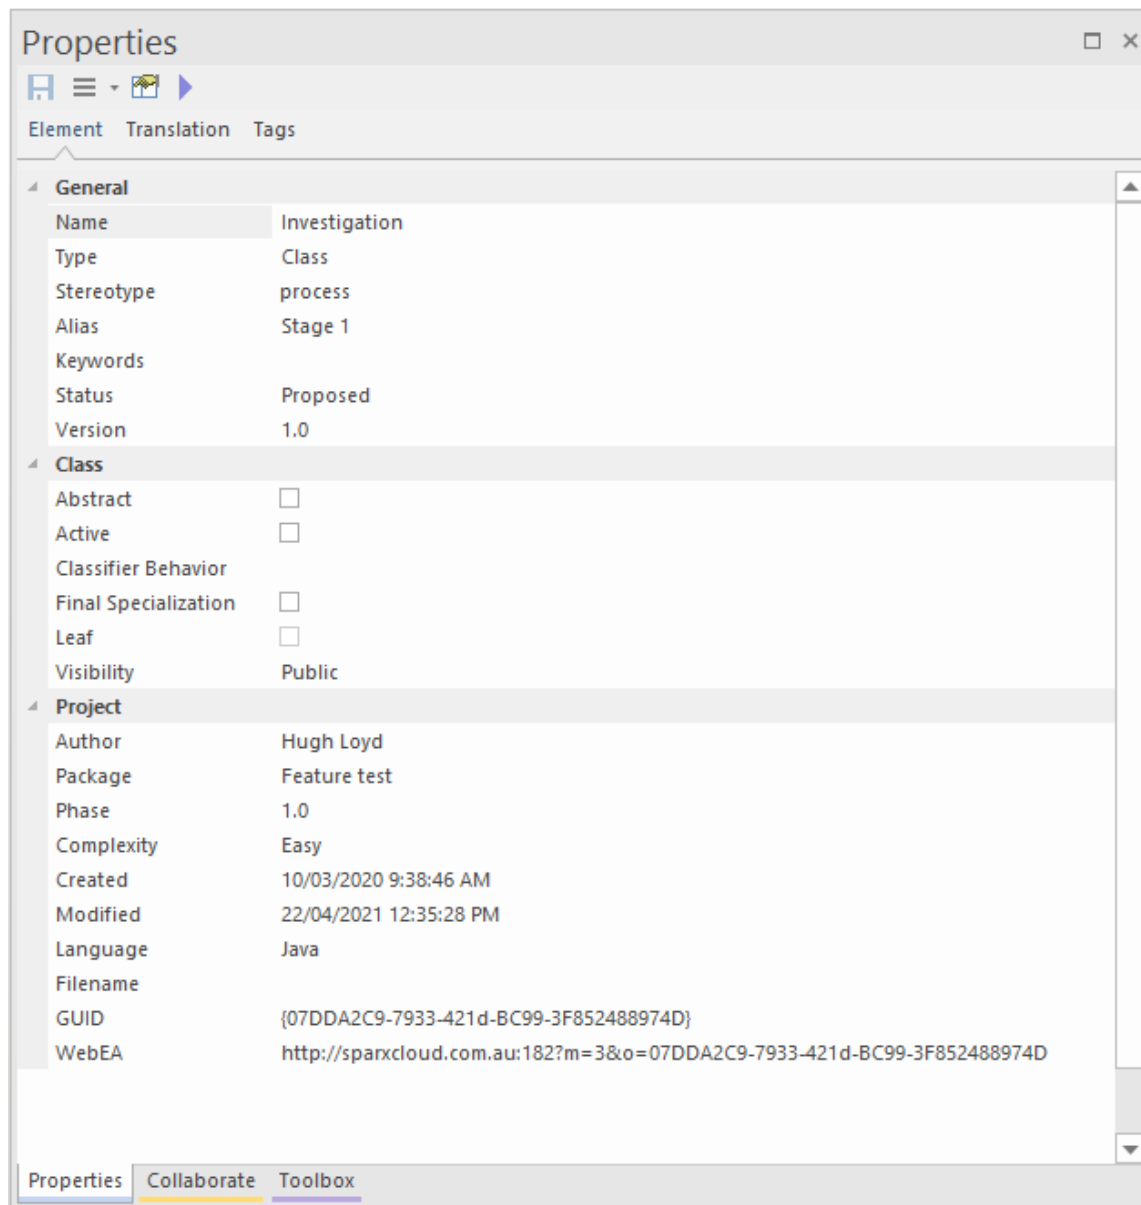 Properties
Element Translation Tags
General
Name Investigation
Type Class
Stereotype process
Alias Stage 1
Keywords
Status Proposed
Version 1.0
Class
Abstract
Active
Classifier Behavior
Final Specialization
Leaf
Visibility Public
Project
Author Hugh Loyd
Package Feature test
Phase 1.0
Complexity Easy
Created 10/03/2020 9:38:46 AM
Modified 22/04/2021 12:35:28 PM
Language Java
Filename
GUID {07DDA2C9-7933-421d-BC99-3F852488974D}
WebEA http://sparxcloud.com.au:182?m=3&o=07DDA2C9-7933-421d-BC99-3F852488974D
Properties Collaborate Toolbox